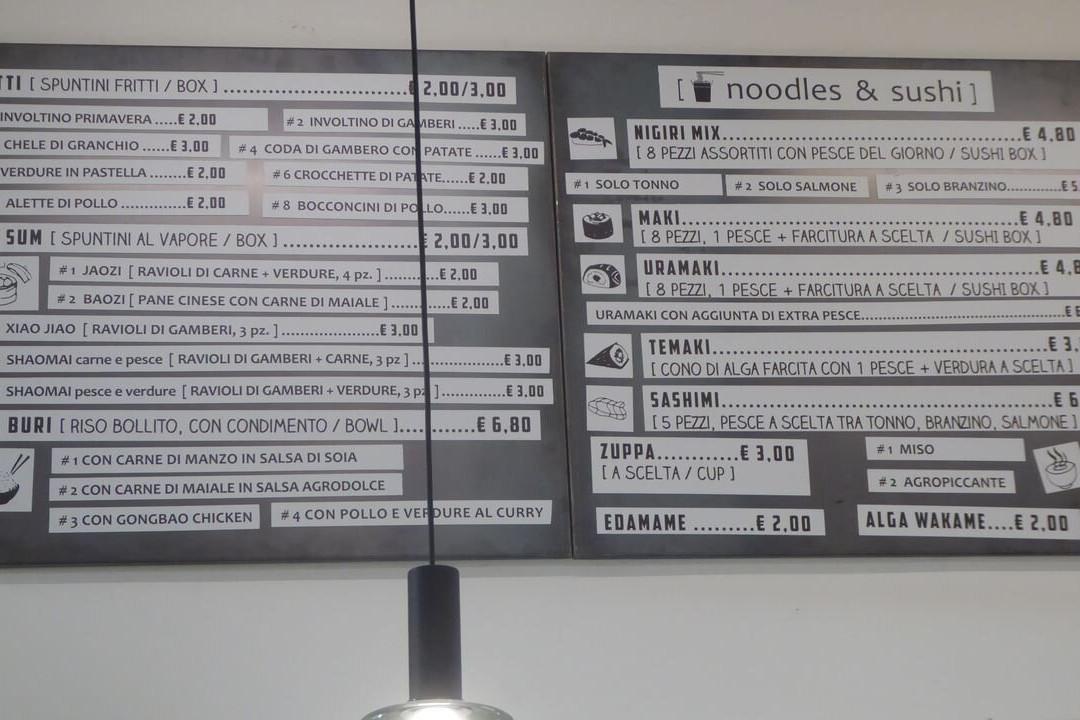 TTI [ SPUNTINI FRITTI / BOX ] ........................€ 2,00/3,00
INVOLTINO PRIMAVERA .....€ 2,00
#2 INVOLTINO DI GAMBERI .....€ 3,00
CHELE DI GRANCHIO ......€ 3,00
#4 CODA DI GAMBERO CON PATATE ......€ 3,00
VERDURE IN PASTELLA .......€ 2,00
#6 CROCCHETTE DI PATATE......€ 2,00
ALETTE DI POLLO ............€ 2,00
#8 BOCCONCINI DI POLLO......€ 3,00
SUM [ SPUNTINI AL VAPORE / BOX ] .................€ 2,00/3,00
#1 JAOZI [ RAVIOLI DI CARNE + VERDURE, 4 pz. ] ..........€ 2,00
#2 BAOZI [ PANE CINESE CON CARNE DI MAIALE ] ...........€ 2,00
XIAO JIAO [ RAVIOLI DI GAMBERI, 3 pz. ] ..................€ 3,00
SHAOMAI carne e pesce [ RAVIOLI DI GAMBERI + CARNE, 3 pz ]................€ 3,00
SHAOMAI pesce e verdure [ RAVIOLI DI GAMBERI + VERDURE, 3 pz ]...............€ 3,00
BURI [ RISO BOLLITO, CON CONDIMENTO / BOWL ]..........€ 6,80
#1 CON CARNE DI MANZO IN SALSA DI SOIA
#2 CON CARNE DI MAIALE IN SALSA AGRODOLCE
#3 CON GONGBAO CHICKEN
#4 CON POLLO E VERDURE AL CURRY
[ noodles & sushi ]
NIGIRI MIX.......................................€ 4,80
[ 8 PEZZI ASSORTITI CON PESCE DEL GIORNO / SUSHI BOX ]
#1 SOLO TONNO
#2 SOLO SALMONE
#3 SOLO BRANZINO............€ 5
MAKI............................................€ 4,80
[ 8 PEZZI, 1 PESCE + FARCITURA A SCELTA / SUSHI BOX ]
URAMAKI..........................................€ 4,8
[ 8 PEZZI, 1 PESCE + FARCITURA A SCELTA / SUSHI BOX ]
URAMAKI CON AGGIUNTA DI EXTRA PESCE..............................€
TEMAKI...........................................€ 3,
[ CONO DI ALGA FARCITA CON 1 PESCE + VERDURA A SCELTA ]
SASHIMI..........................................€ 6
[ 5 PEZZI, PESCE A SCELTA TRA TONNO, BRANZINO, SALMONE ]
ZUPPA...........€ 3,00
[ A SCELTA / CUP ]
#1 MISO
#2 AGROPICCANTE
EDAMAME .........€ 2,00
ALGA WAKAME....€ 2,00